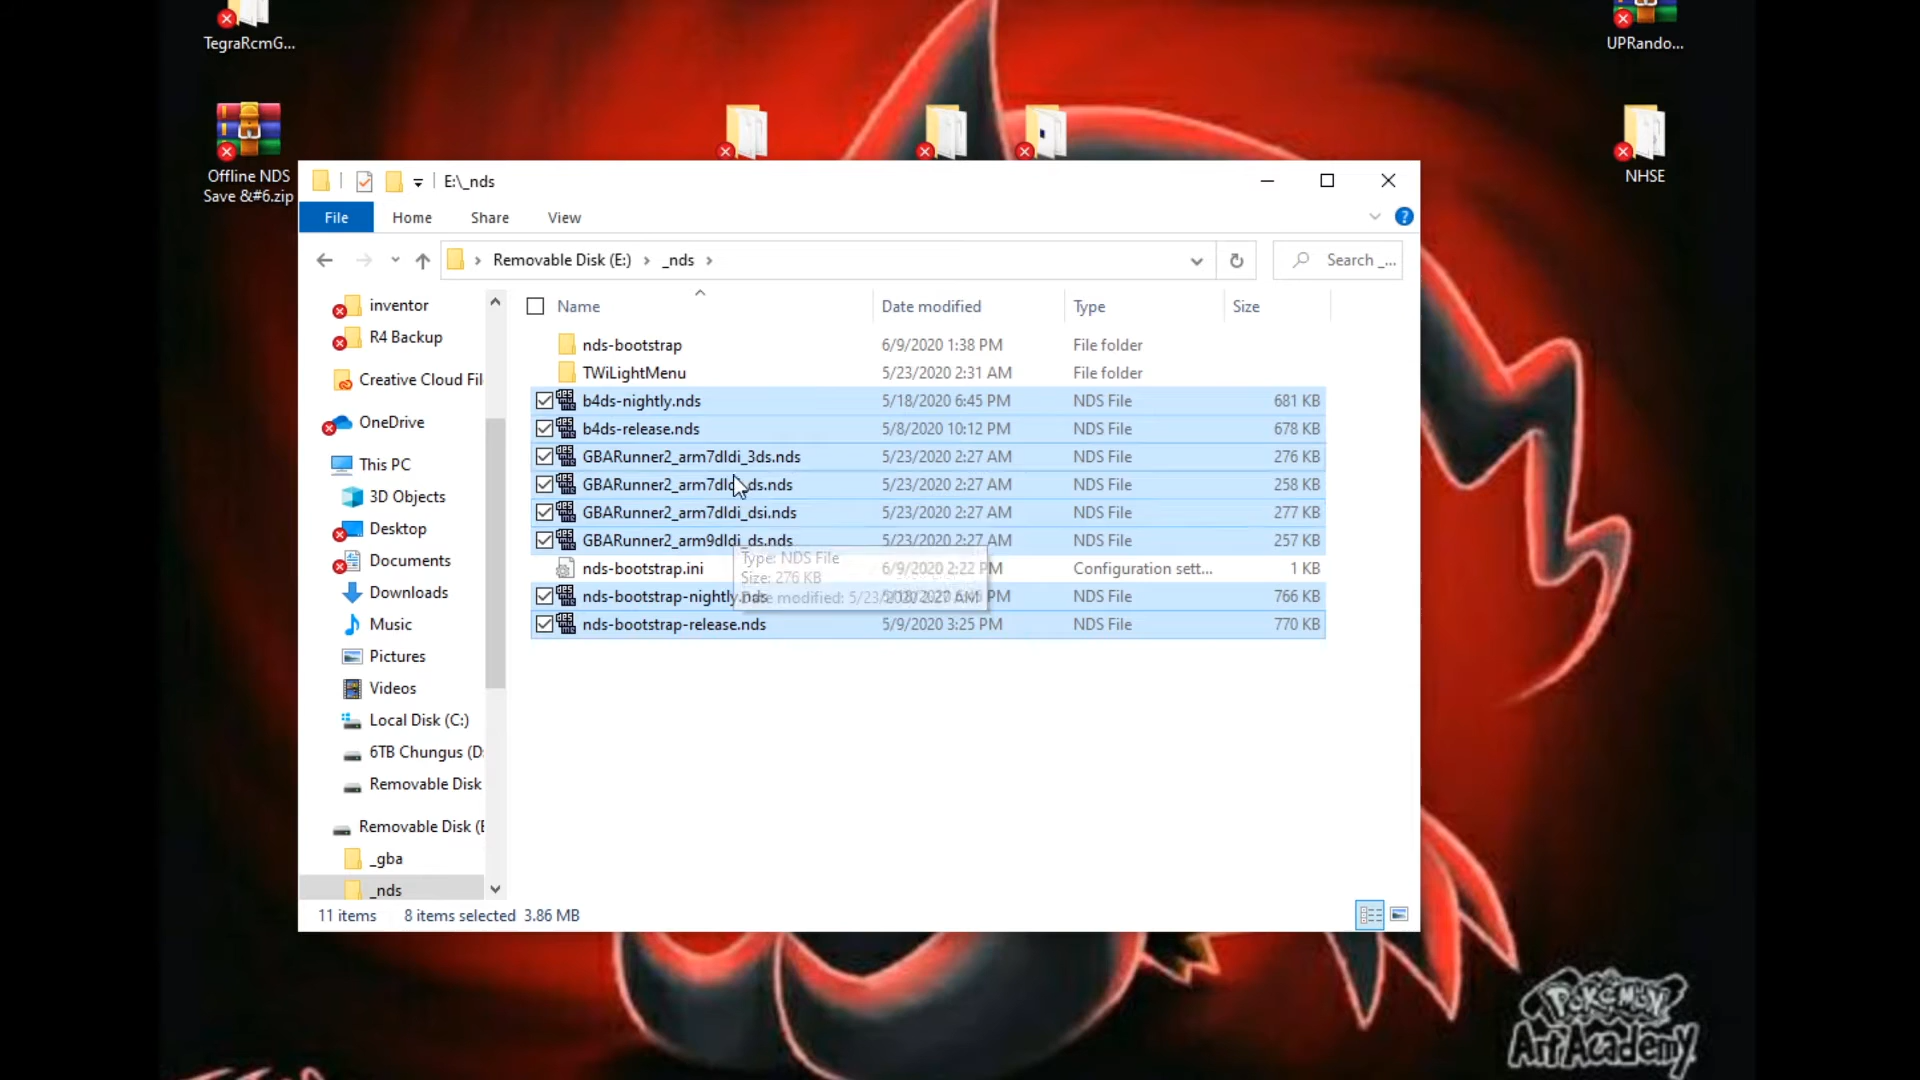 TegraRcmG...
UPRando...
Offline NDS
Save &#6.zip
NHSE
E:\_nds
File
Home
Share
View
Removable Disk (E:)
_nds
Search _...
inventor
R4 Backup
Creative Cloud Fil
OneDrive
This PC
3D Objects
Desktop
Documents
Downloads
Music
Pictures
Videos
Local Disk (C:)
6TB Chungus (D:
Removable Disk
Removable Disk (E
_gba
_nds
Name Date modified Type Size
nds-bootstrap 6/9/2020 1:38 PM File folder
TWiLightMenu 5/23/2020 2:31 AM File folder
b4ds-nightly.nds 5/18/2020 6:45 PM NDS File 681 KB
b4ds-release.nds 5/8/2020 10:12 PM NDS File 678 KB
GBARunner2_arm7dldi_3ds.nds 5/23/2020 2:27 AM NDS File 276 KB
GBARunner2_arm7dldi_ds.nds 5/23/2020 2:27 AM NDS File 258 KB
GBARunner2_arm7dldi_dsi.nds 5/23/2020 2:27 AM NDS File 277 KB
GBARunner2_arm9dldi_ds.nds 5/23/2020 2:27 AM NDS File 257 KB
nds-bootstrap.ini 6/9/2020 2:22 PM Configuration sett... 1 KB
nds-bootstrap-nightly.nds PM NDS File 766 KB
nds-bootstrap-release.nds 5/9/2020 3:25 PM NDS File 770 KB
Type: NDS File
Size: 276 KB
Date modified: 5/23/2020 2:27 AM
11 items 8 items selected 3.86 MB
POKéMON
Art Academy